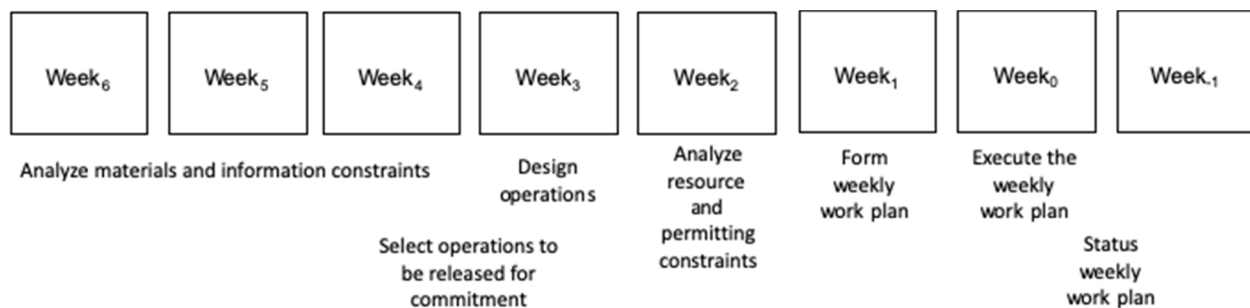 Week₆ Week₅ Week₄ Week₃ Week₂ Week₁ Week₀ Week₋₁
Analyze materials and information constraints
Design
operations
Analyze
resource
and
permitting
constraints
Form
weekly
work plan
Execute the
weekly
work plan
Select operations to
be released for
commitment
Status
weekly
work plan